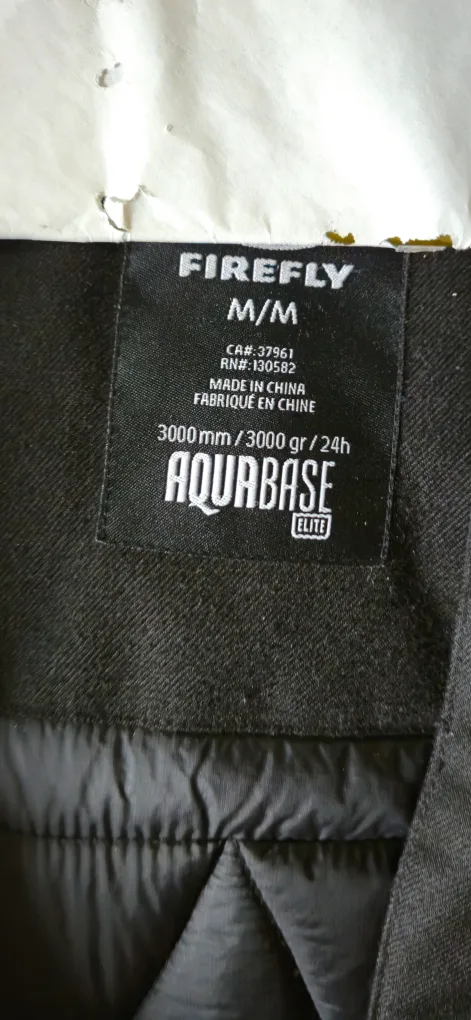 FIREFLY
M/M
CA#:37961
RN#:130582
MADE IN CHINA
FABRIQUÉ EN CHINE
3000mm / 3000 gr / 24h
AQUABASE
ELITE